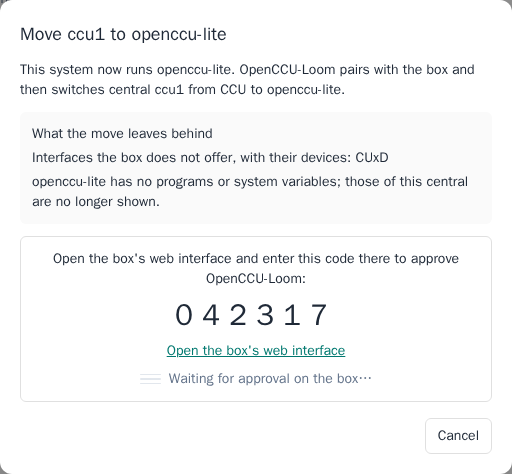 Move ccu1 to openccu-lite
This system now runs openccu-lite. OpenCCU-Loom pairs with the box and
then switches central ccu1 from CCU to openccu-lite.
What the move leaves behind
Interfaces the box does not offer, with their devices: CUxD
openccu-lite has no programs or system variables; those of this central
are no longer shown.
Open the box's web interface and enter this code there to approve
OpenCCU-Loom:
042317
Open the box's web interface
Waiting for approval on the box…
Cancel